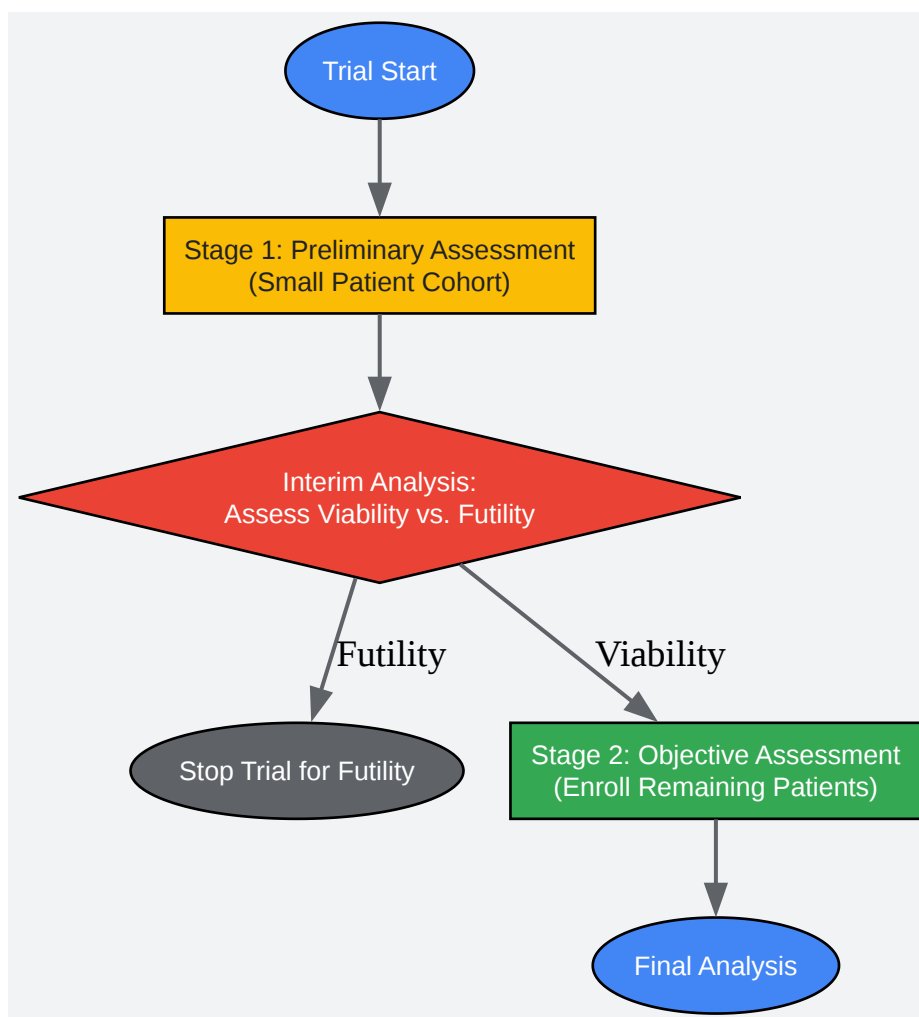 Trial Start
Stage 1: Preliminary Assessment
(Small Patient Cohort)
Interim Analysis:
Assess Viability vs. Futility
Futility
Viability
Stop Trial for Futility
Stage 2: Objective Assessment
(Enroll Remaining Patients)
Final Analysis